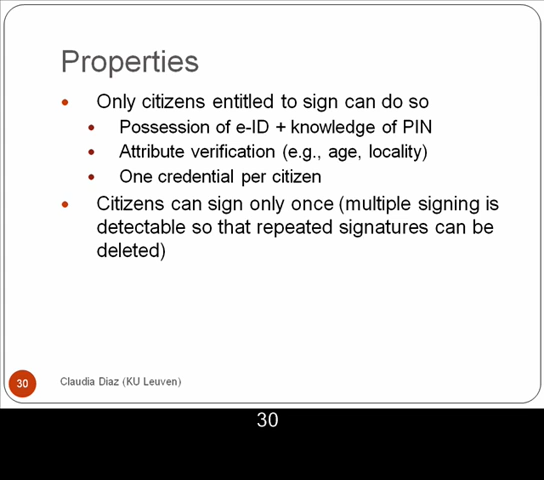 Properties
• Only citizens entitled to sign can do so
• Possession of e-ID + knowledge of PIN
• Attribute verification (e.g., age, locality)
• One credential per citizen
• Citizens can sign only once (multiple signing is
detectable so that repeated signatures can be
deleted)
30 Claudia Diaz (KU Leuven)
30